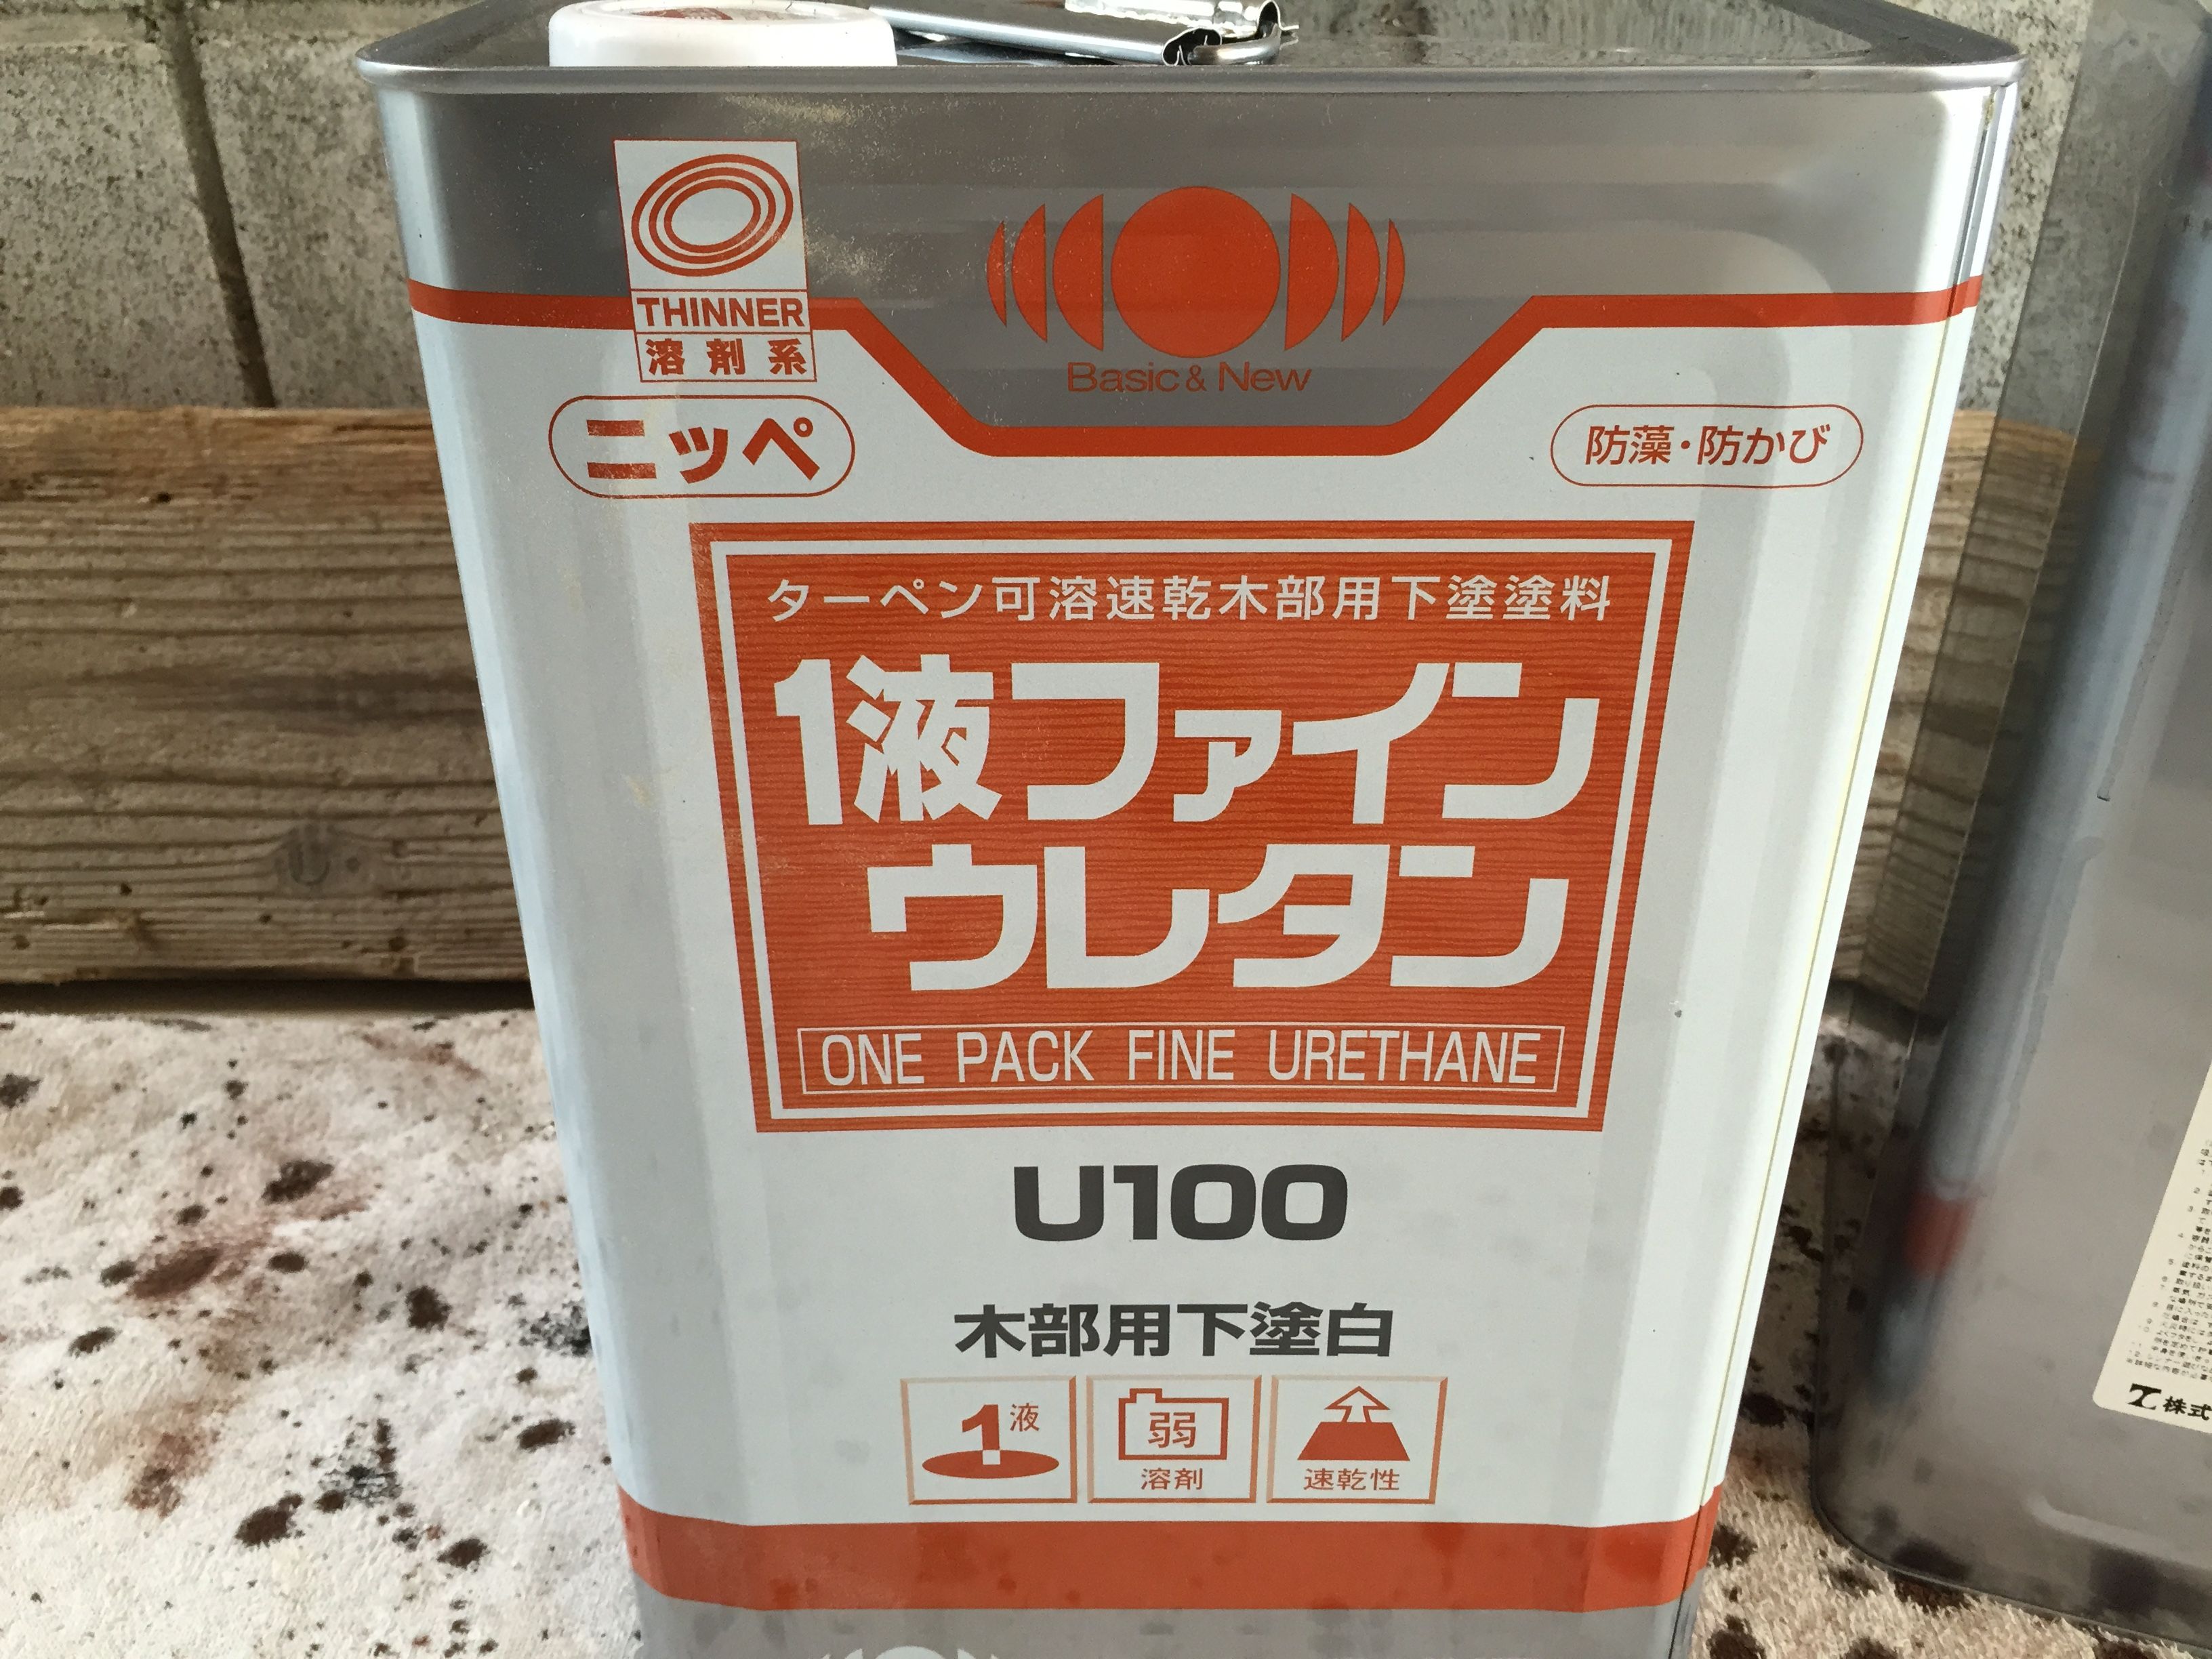 THINNER
溶剤系
Basic & New
ニッペ
防藻・防かび
ターペン可溶速乾木部用下塗塗料
1液ファイン
ウレタン
ONE PACK FINE URETHANE
U100
木部用下塗白
1液
弱
溶剤
速乾性
株式